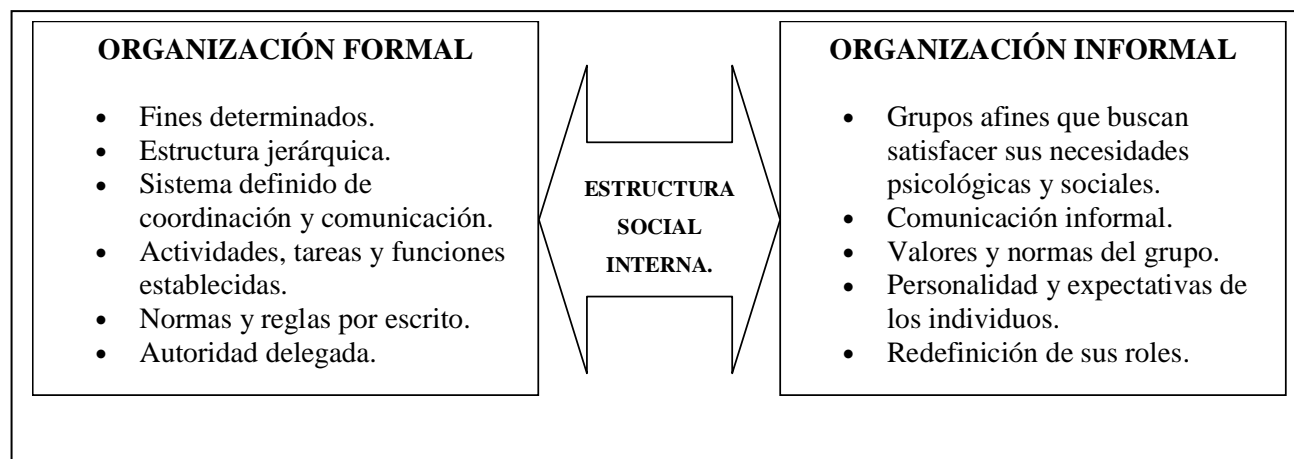 ORGANIZACIÓN FORMAL
• Fines determinados.
• Estructura jerárquica.
• Sistema definido de
coordinación y comunicación.
• Actividades, tareas y funciones
establecidas.
• Normas y reglas por escrito.
• Autoridad delegada.
ESTRUCTURA
SOCIAL
INTERNA.
ORGANIZACIÓN INFORMAL
• Grupos afines que buscan
satisfacer sus necesidades
psicológicas y sociales.
• Comunicación informal.
• Valores y normas del grupo.
• Personalidad y expectativas de
los individuos.
• Redefinición de sus roles.